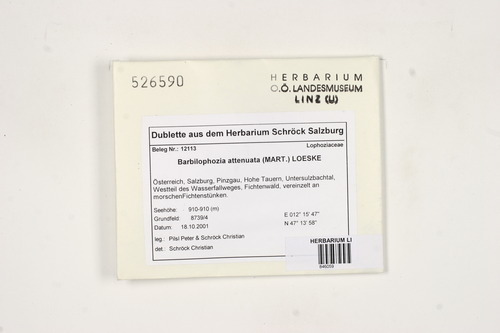 526590
HERBARIUM
O.Ö. LANDESMUSEUM
LINZ (U)
Dublette aus dem Herbarium Schröck Salzburg
Beleg Nr.: 12113 Lophoziaceae
Barbilophozia attenuata (MART.) LOESKE
Österreich, Salzburg, Pinzgau, Hohe Tauern, Untersulzbachtal,
Westteil des Wasserfallweges, Fichtenwald, vereinzelt an
morschenFichtenstünken.
Seehöhe: 910-910 (m) E 012° 15' 47"
Grundfeld: 8739/4 N 47° 13' 58"
Datum: 18.10.2001
leg.: Pilsl Peter & Schröck Christian
det.: Schröck Christian
HERBARIUM LI